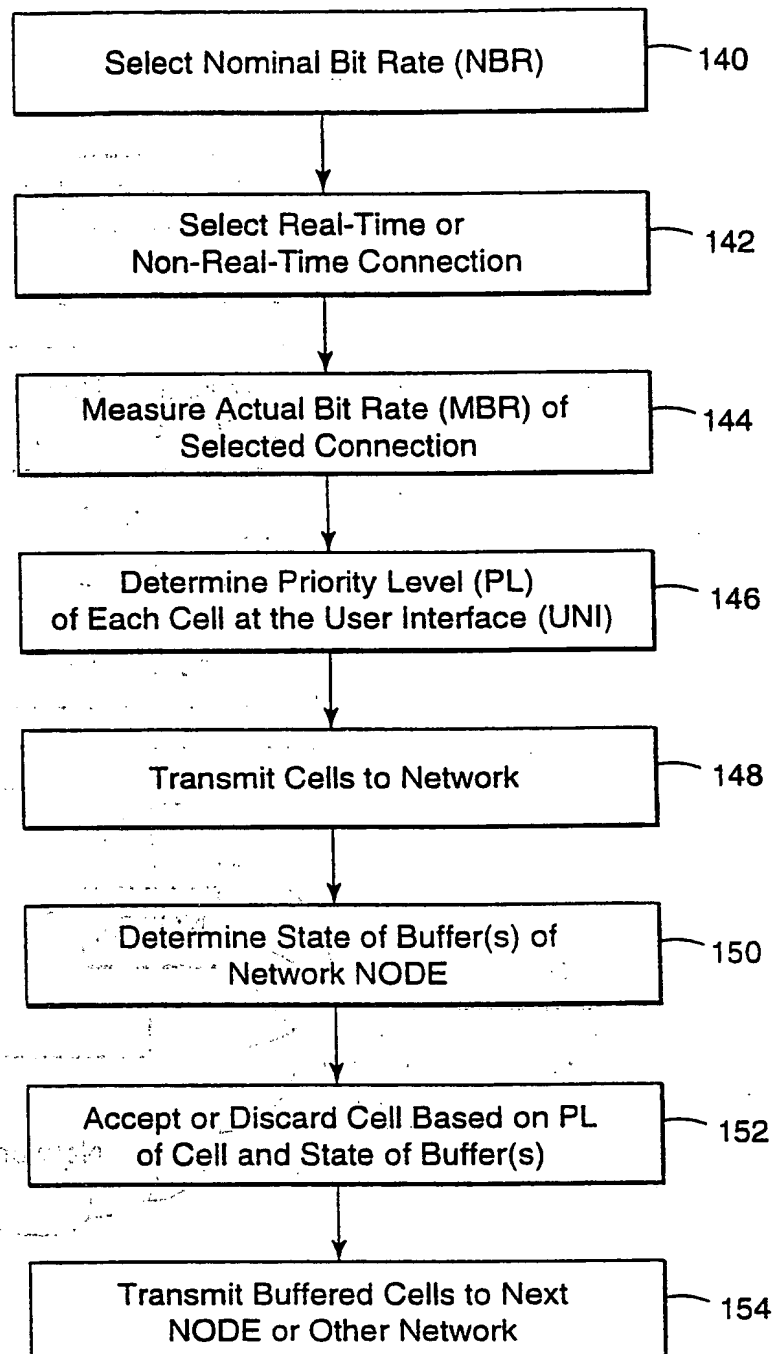 Select Nominal Bit Rate (NBR)
140
Select Real-Time or
Non-Real-Time Connection
142
Measure Actual Bit Rate (MBR) of
Selected Connection
144
Determine Priority Level (PL)
of Each Cell at the User Interface (UNI)
146
Transmit Cells to Network
148
Determine State of Buffer(s) of
Network NODE
150
Accept or Discard Cell Based on PL
of Cell and State of Buffer(s)
152
Transmit Buffered Cells to Next
NODE or Other Network
154